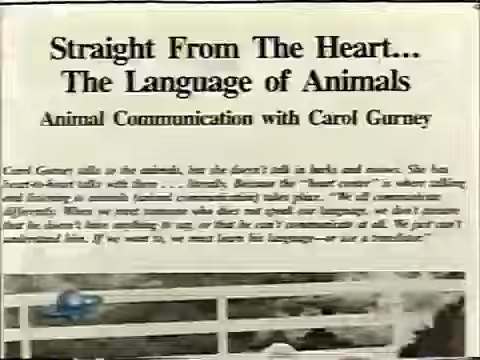 Straight From The Heart...
The Language of Animals
Animal Communication with Carol Gurney
Carol Gurney talks to the animals, but she doesn't talk in barks and meows. She has
heart-to-heart talks with them . . . literally. Because the "heart center" is where talking
and listening to animals (animal communication) takes place. "We all communicate
differently. When we meet someone who does not speak our language, we don't assume
that he doesn't have anything to say, or that he can't communicate at all. We just can't
understand him. If we want to, we must learn his language—or use a translator."